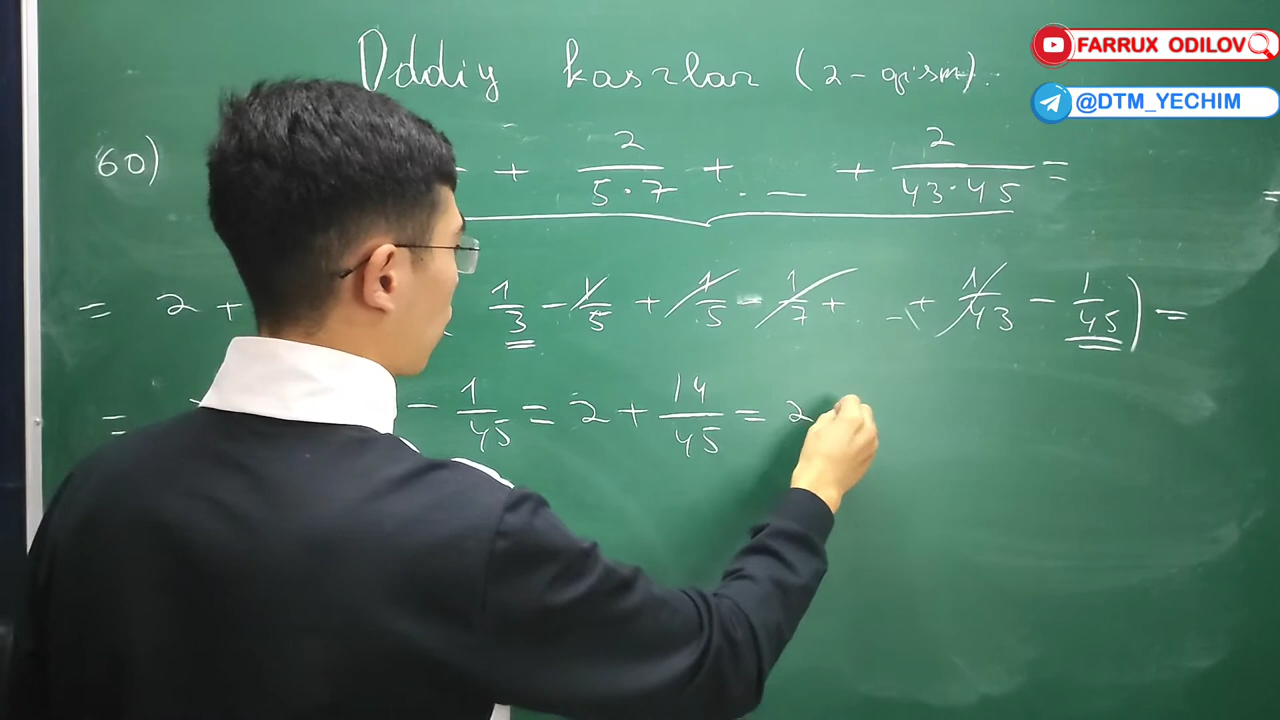 FARRUX ODILOV
@DTM_YECHIM
Oddiy kasrlar (2-qism).
60) + 2/(5·7) + ... + 2/(43·45) =
= 2 + 1/3 - 1/5 + 1/5 - 1/7 + ... + 1/43 - 1/45) =
= - 1/45 = 2 + 14/45 = 2